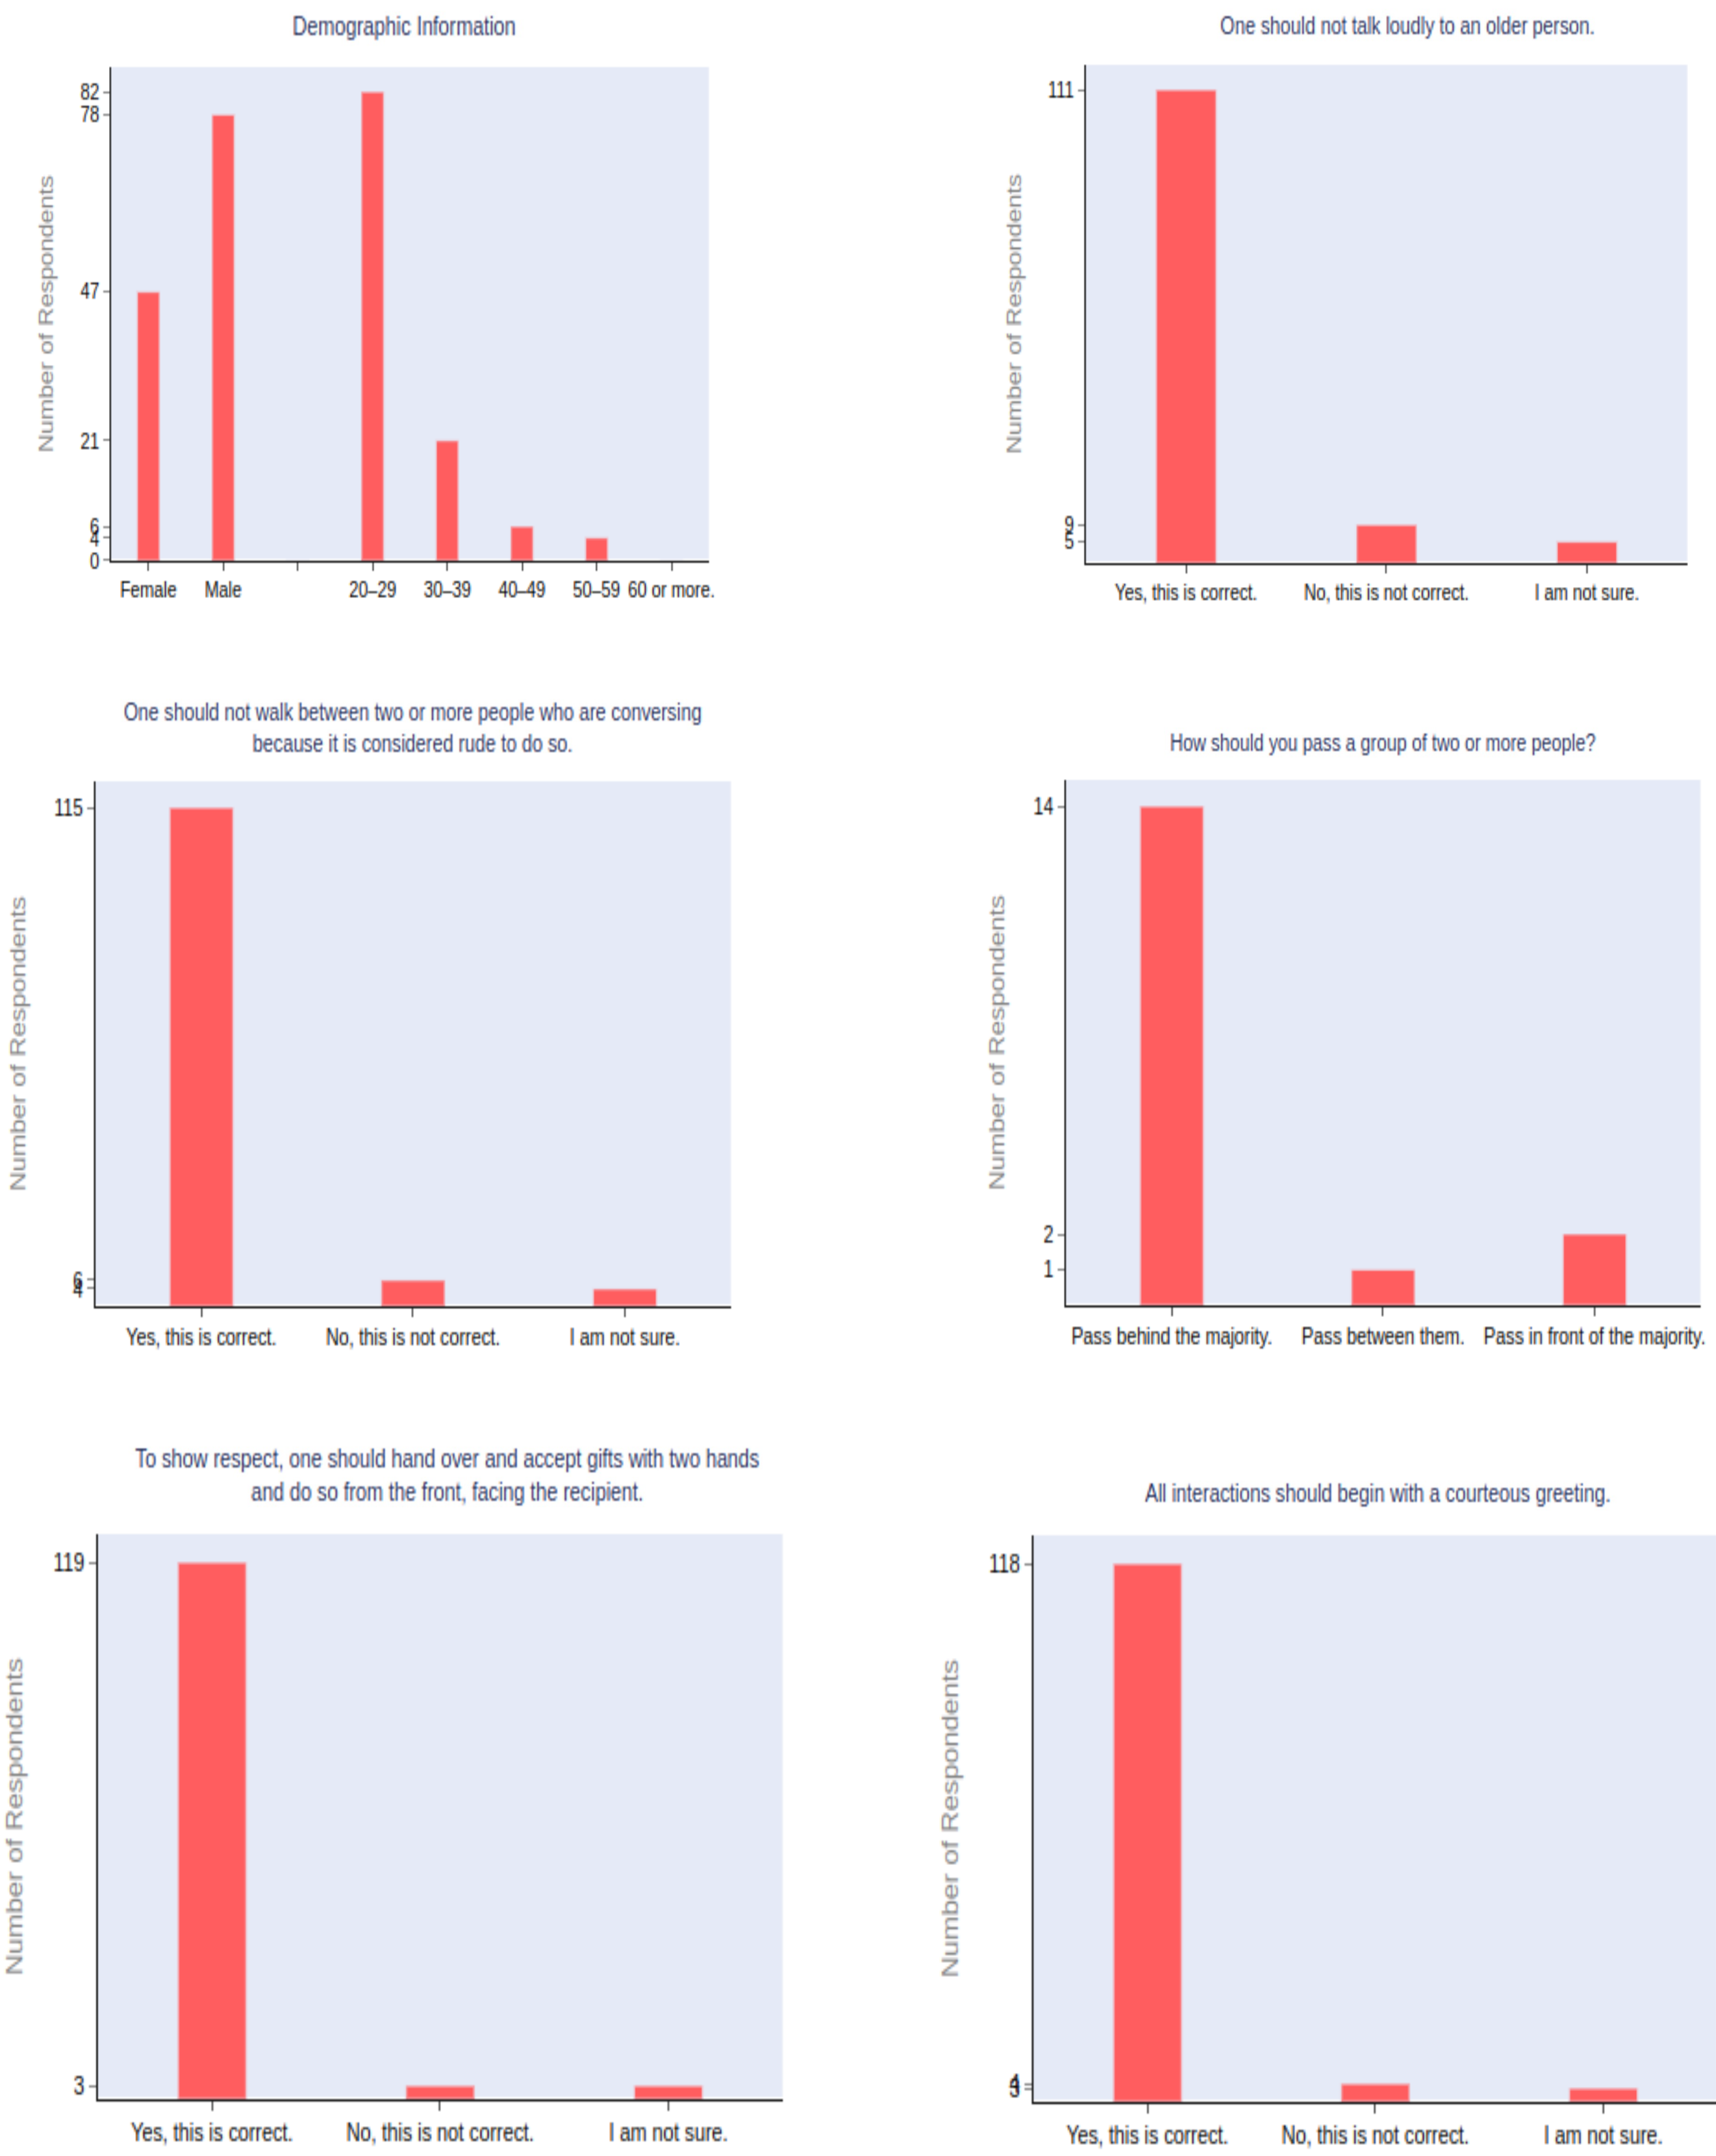 Demographic Information
Number of Respondents
82
78
47
21
6
4
0
Female Male 20–29 30–39 40–49 50–59 60 or more.
One should not talk loudly to an older person.
Number of Respondents
111
9
5
Yes, this is correct. No, this is not correct. I am not sure.
One should not walk between two or more people who are conversing
because it is considered rude to do so.
Number of Respondents
115
6
4
Yes, this is correct. No, this is not correct. I am not sure.
How should you pass a group of two or more people?
Number of Respondents
14
2
1
Pass behind the majority. Pass between them. Pass in front of the majority.
To show respect, one should hand over and accept gifts with two hands
and do so from the front, facing the recipient.
Number of Respondents
119
3
Yes, this is correct. No, this is not correct. I am not sure.
All interactions should begin with a courteous greeting.
Number of Respondents
118
4
3
Yes, this is correct. No, this is not correct. I am not sure.